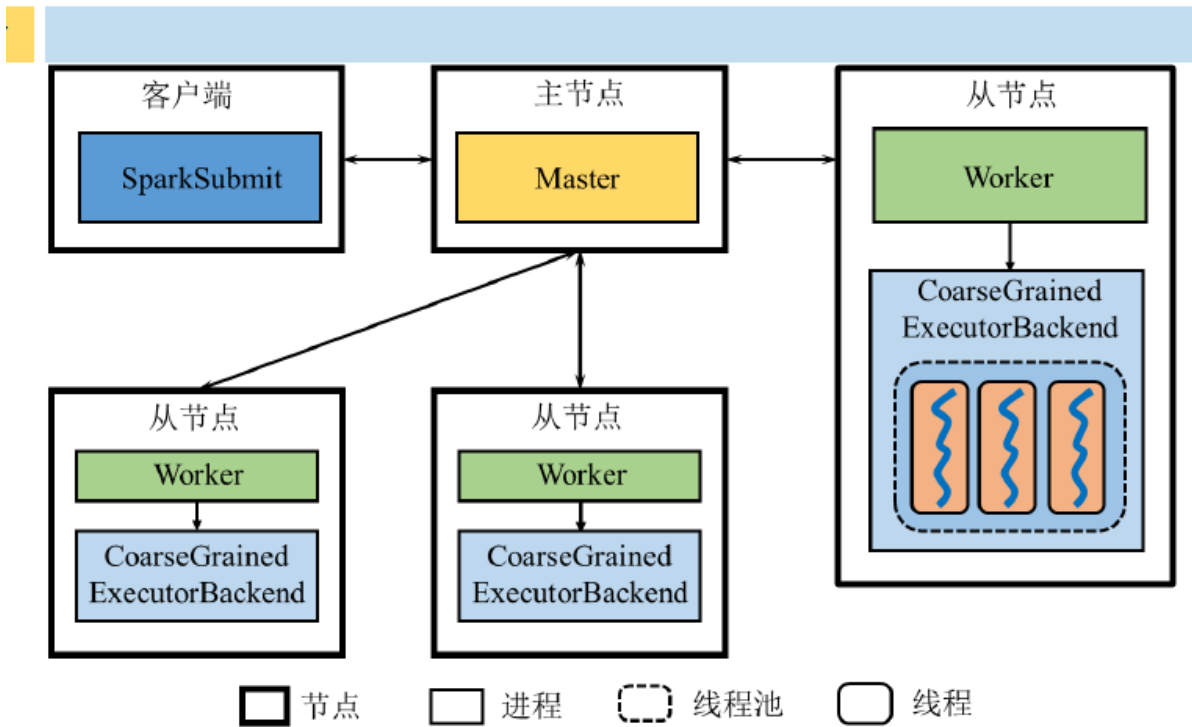 客户端
SparkSubmit
主节点
Master
从节点
Worker
CoarseGrained
ExecutorBackend
从节点
Worker
CoarseGrained
ExecutorBackend
从节点
Worker
CoarseGrained
ExecutorBackend
节点
进程
线程池
线程